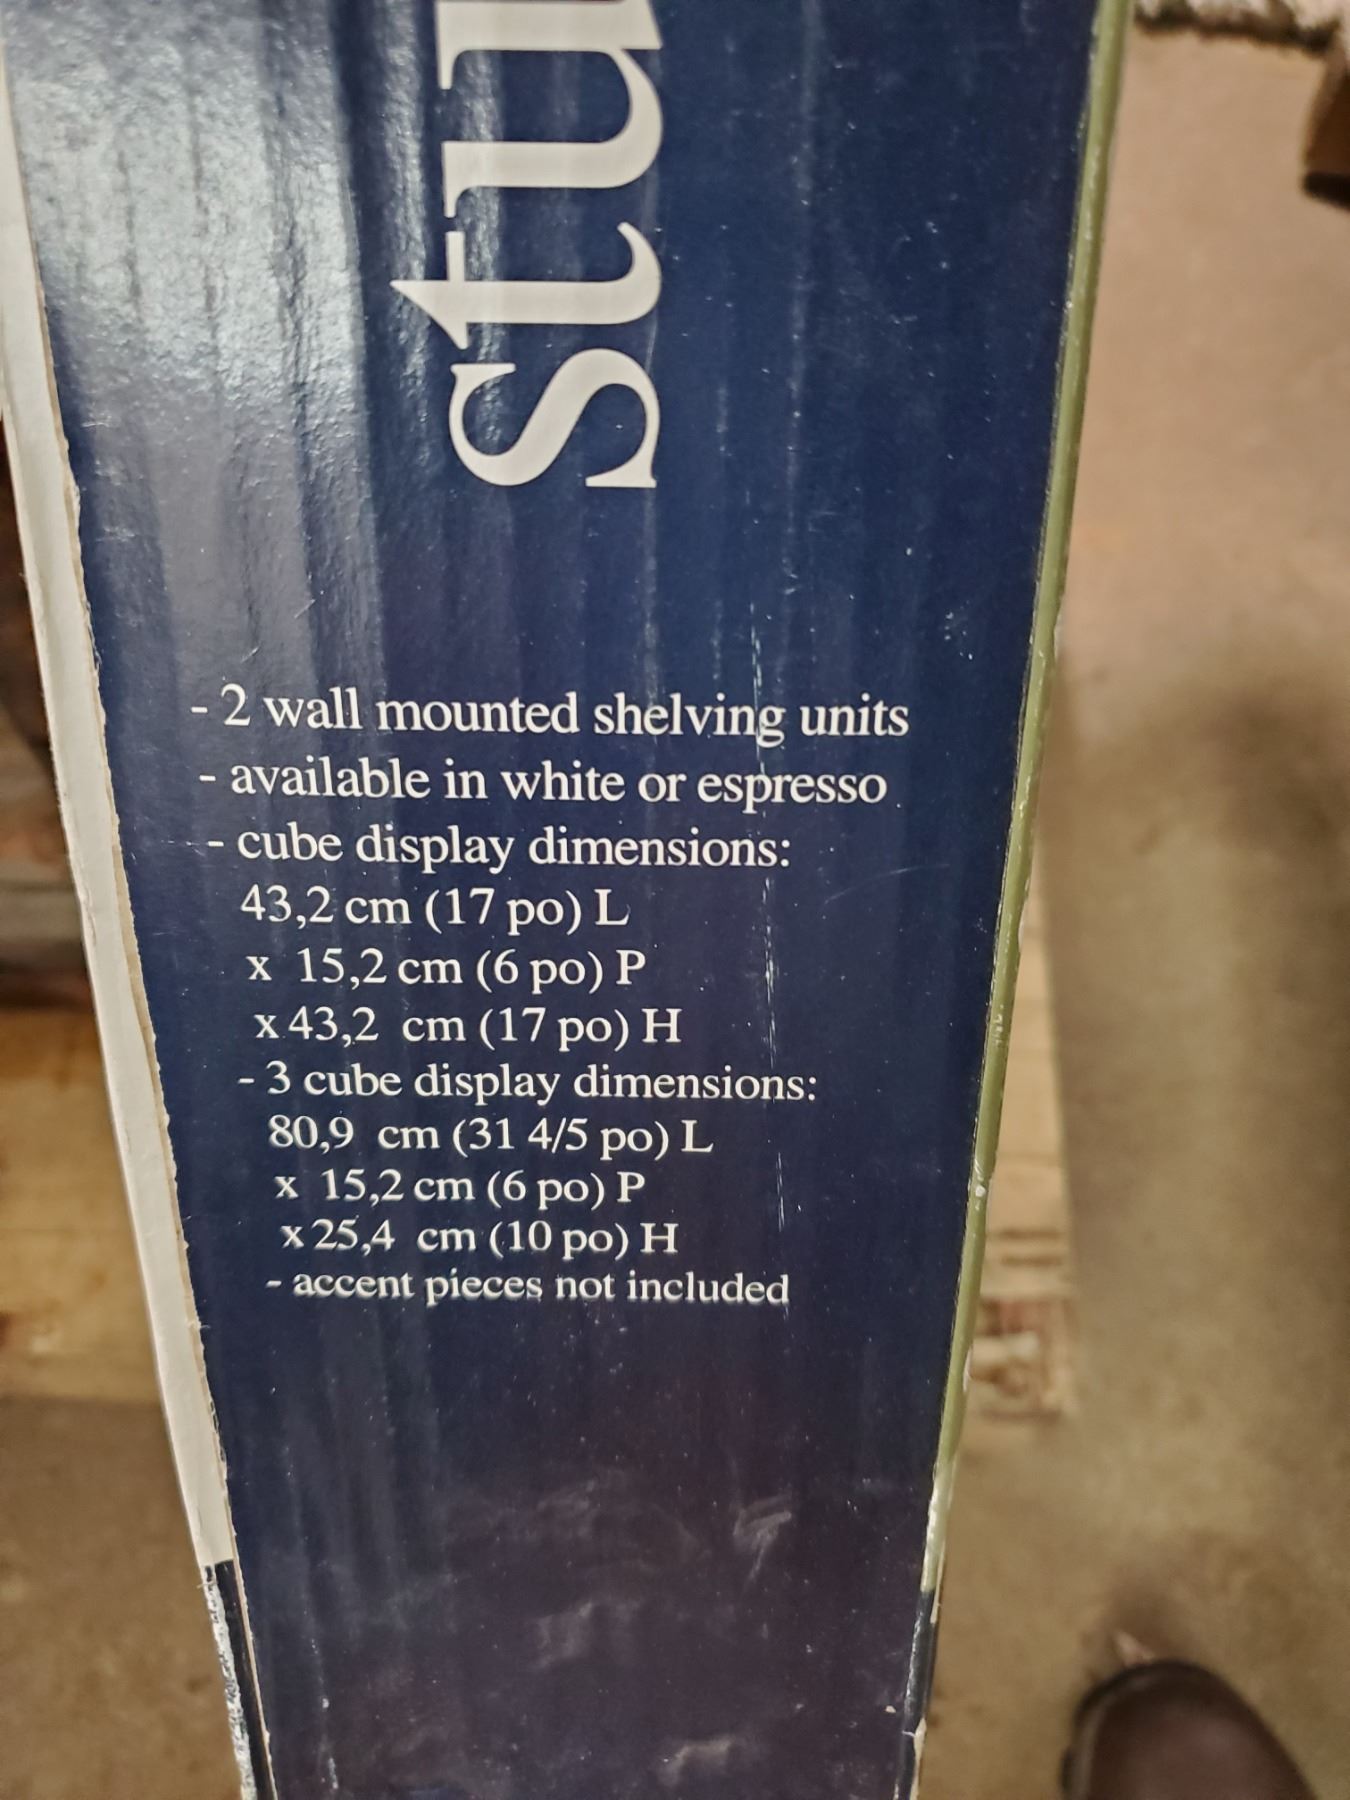 stu
- 2 wall mounted shelving units
- available in white or espresso
- cube display dimensions:
43,2 cm (17 po) L
x 15,2 cm (6 po) P
x 43,2 cm (17 po) H
- 3 cube display dimensions:
80,9 cm (31 4/5 po) L
x 15,2 cm (6 po) P
x 25,4 cm (10 po) H
- accent pieces not included